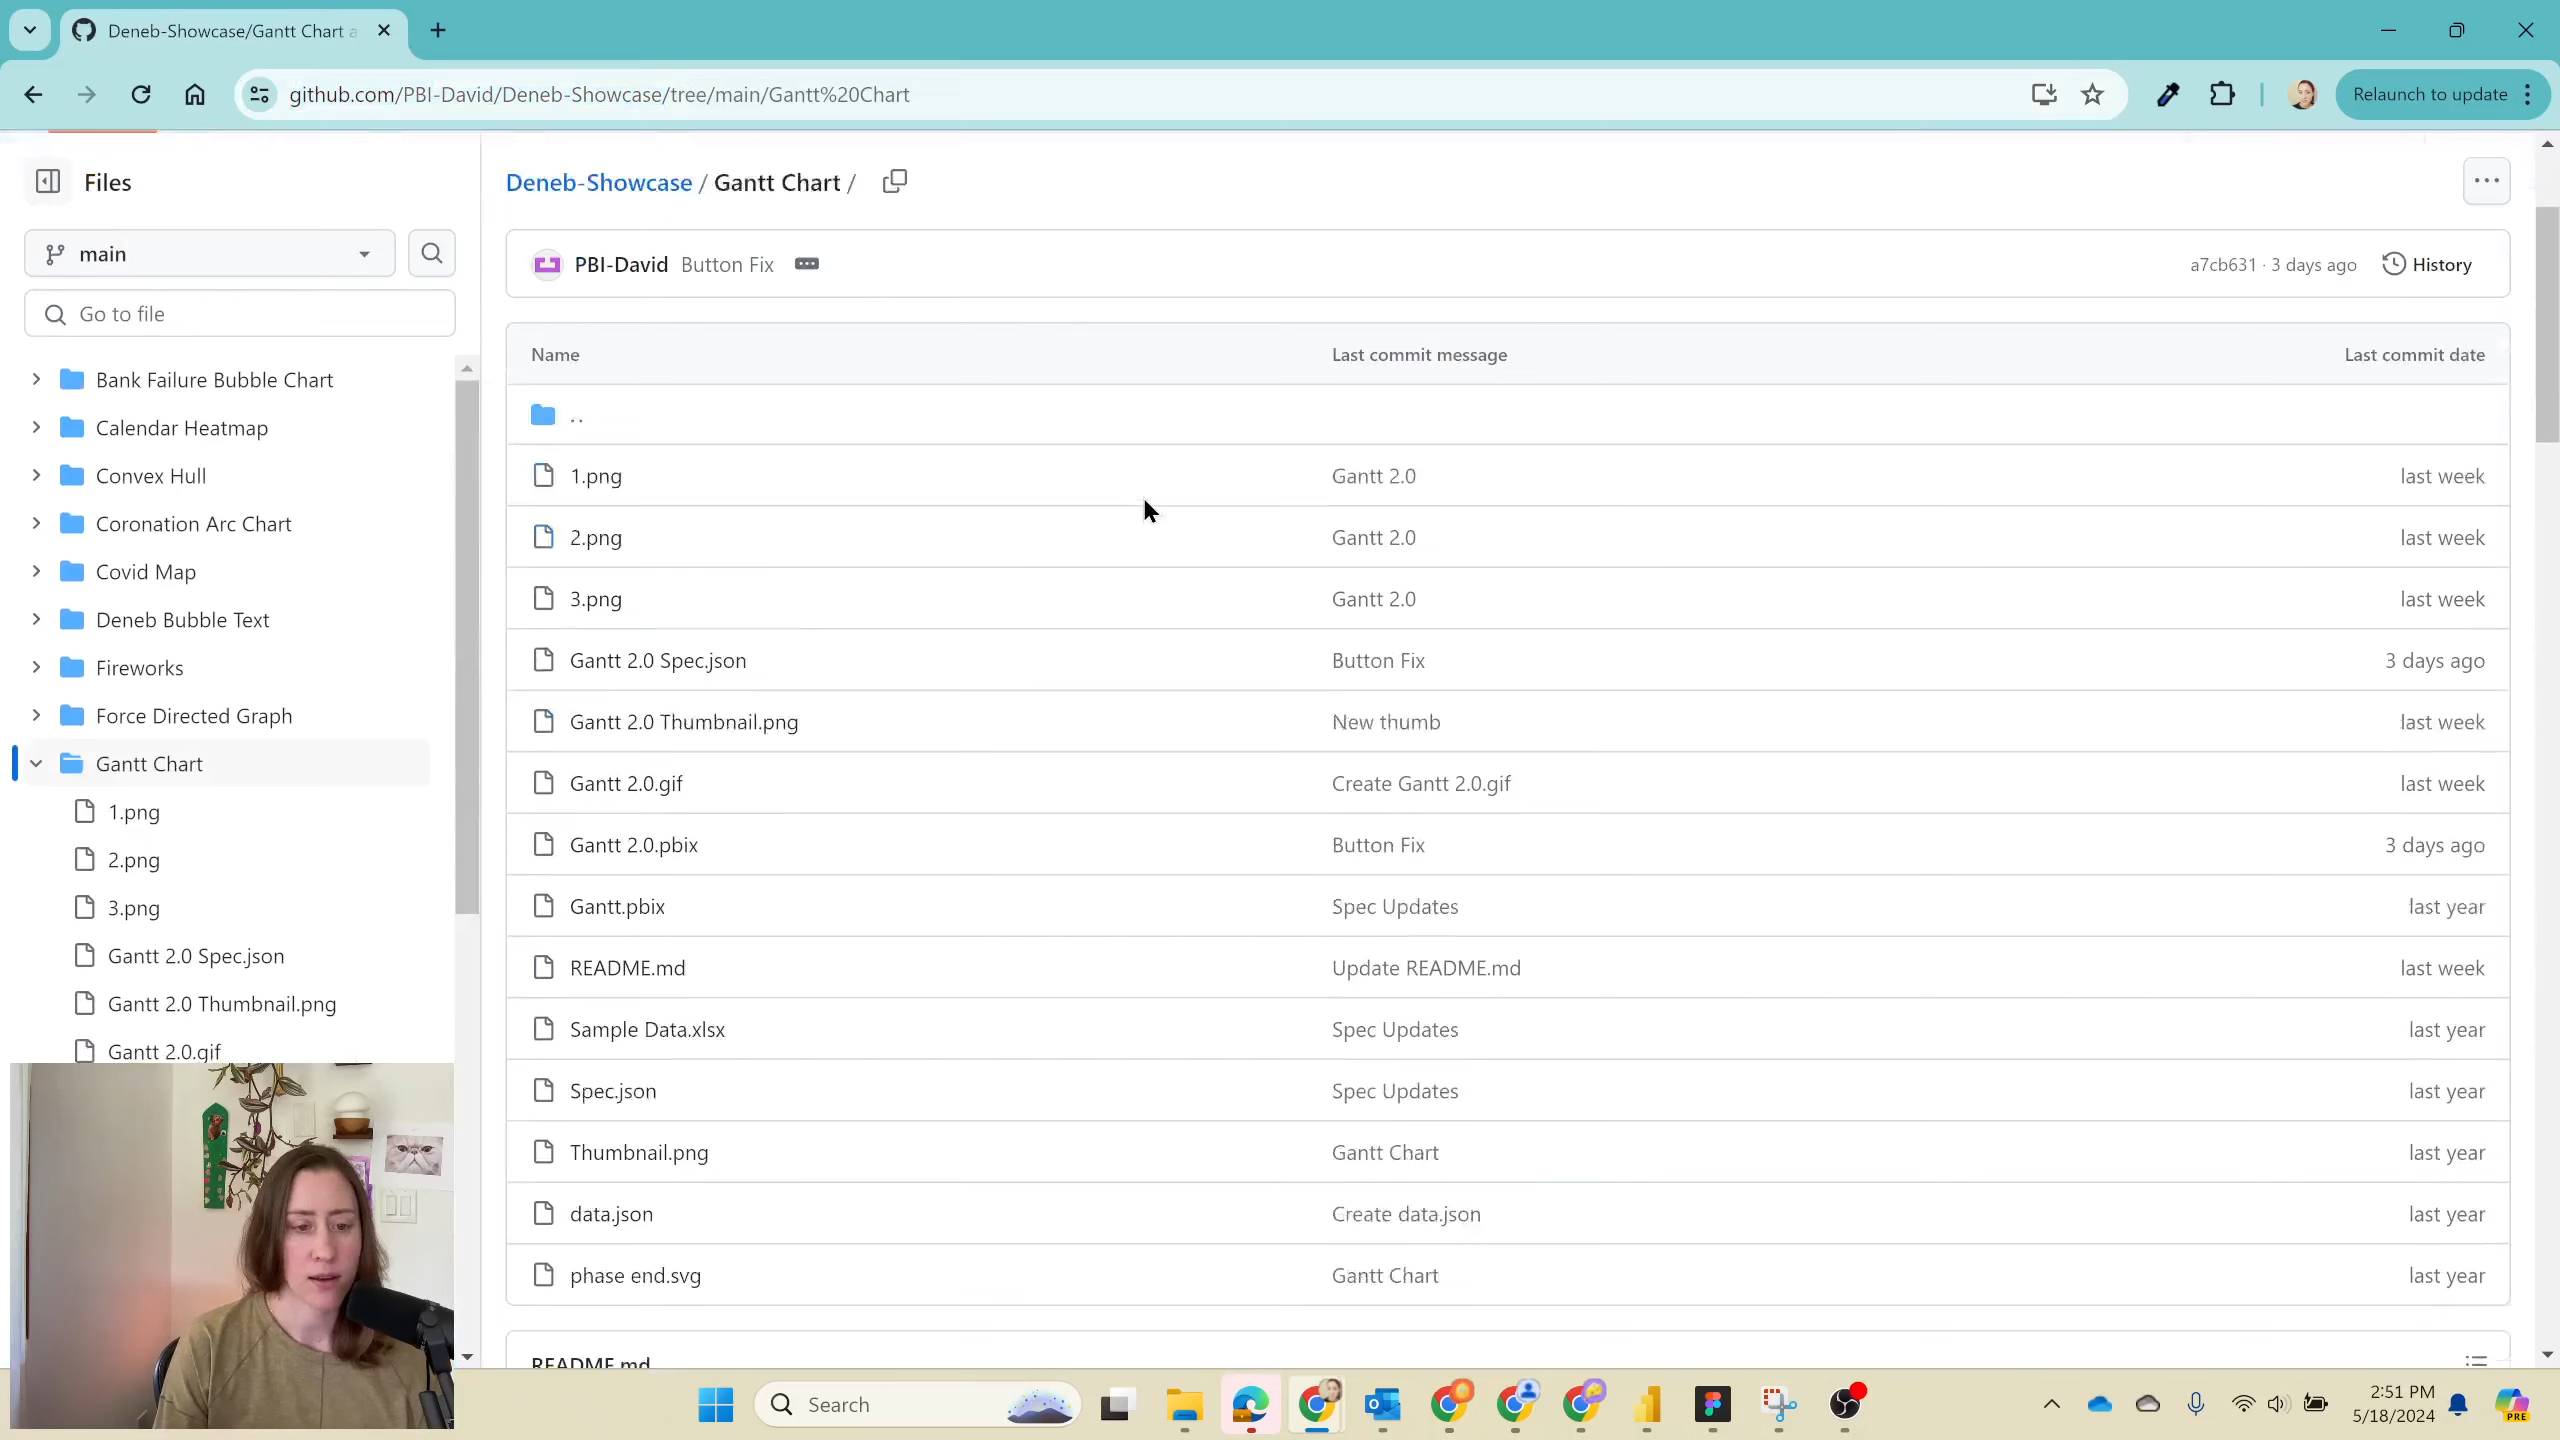 Deneb-Showcase/Gantt Chart a
github.com/PBI-David/Deneb-Showcase/tree/main/Gantt%20Chart
Relaunch to update
Files
Deneb-Showcase / Gantt Chart /
main
PBI-David Button Fix
a7cb631 · 3 days ago
History
Go to file
Name Last commit message Last commit date
..
1.png Gantt 2.0 last week
2.png Gantt 2.0 last week
3.png Gantt 2.0 last week
Gantt 2.0 Spec.json Button Fix 3 days ago
Gantt 2.0 Thumbnail.png New thumb last week
Gantt 2.0.gif Create Gantt 2.0.gif last week
Gantt 2.0.pbix Button Fix 3 days ago
Gantt.pbix Spec Updates last year
README.md Update README.md last week
Sample Data.xlsx Spec Updates last year
Spec.json Spec Updates last year
Thumbnail.png Gantt Chart last year
data.json Create data.json last year
phase end.svg Gantt Chart last year
README.md
Bank Failure Bubble Chart
Calendar Heatmap
Convex Hull
Coronation Arc Chart
Covid Map
Deneb Bubble Text
Fireworks
Force Directed Graph
Gantt Chart
1.png
2.png
3.png
Gantt 2.0 Spec.json
Gantt 2.0 Thumbnail.png
Gantt 2.0.gif
Search
2:51 PM
5/18/2024
PRE